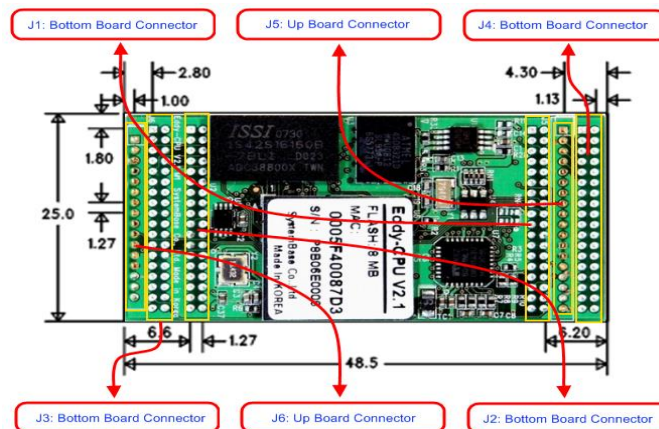 J1: Bottom Board Connector
J5: Up Board Connector
J4: Bottom Board Connector
2.80
4.30
1.00
1.13
1.80
25.0
1.27
ISSI 0730
Eddy-CPU V2.1
FLASH: 8 MB
MAC:
0005F40087D3
S/N:
SystemBase Co., Ltd
Made in KOREA
6.6
1.27
6.20
48.5
J3: Bottom Board Connector
J6: Up Board Connector
J2: Bottom Board Connector